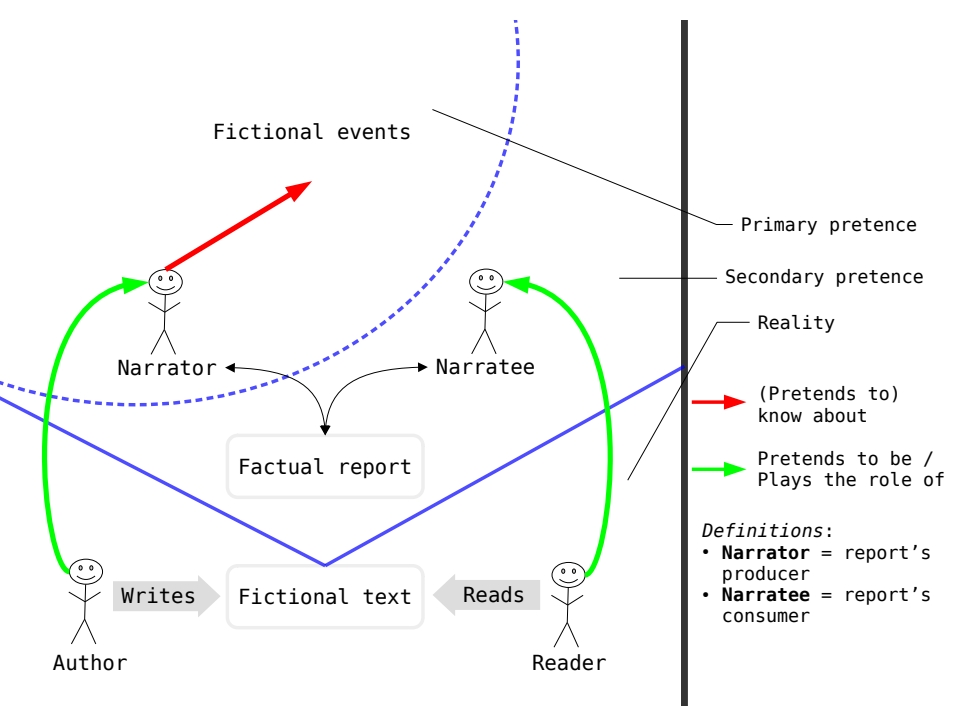 Fictional events
Primary pretence
Secondary pretence
Reality
Narrator
Narratee
(Pretends to)
know about
Factual report
Pretends to be /
Plays the role of
Definitions:
• Narrator = report’s
producer
• Narratee = report’s
consumer
Writes
Fictional text
Reads
Author
Reader